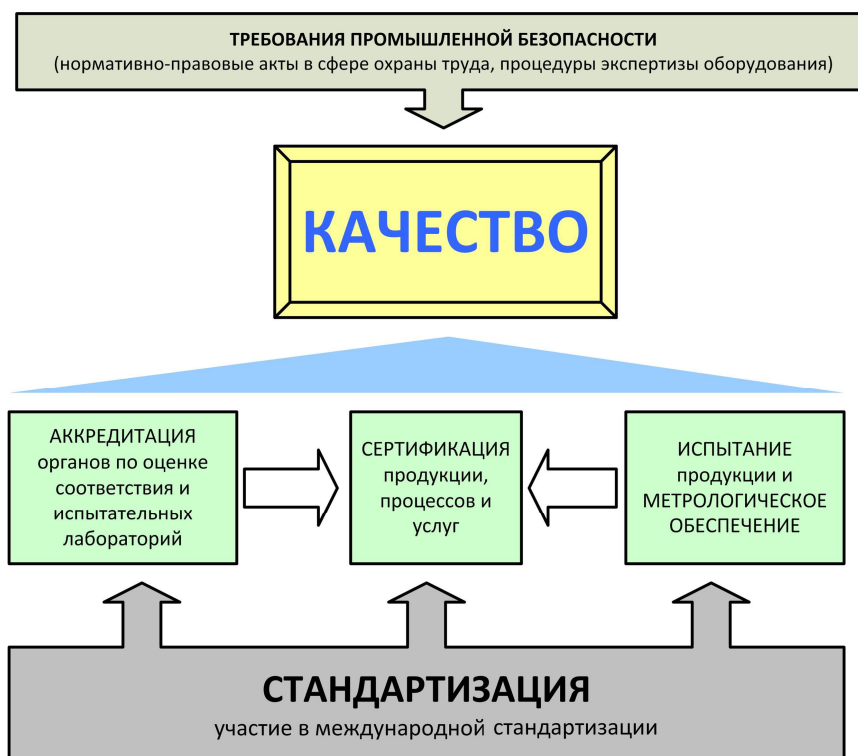 ТРЕБОВАНИЯ ПРОМЫШЛЕННОЙ БЕЗОПАСНОСТИ
(нормативно-правовые акты в сфере охраны труда, процедуры экспертизы оборудования)
КАЧЕСТВО
АККРЕДИТАЦИЯ
органов по оценке
соответствия и
испытательных
лабораторий
СЕРТИФИКАЦИЯ
продукции,
процессов и
услуг
ИСПЫТАНИЕ
продукции и
МЕТРОЛОГИЧЕСКОЕ
ОБЕСПЕЧЕНИЕ
СТАНДАРТИЗАЦИЯ
участие в международной стандартизации